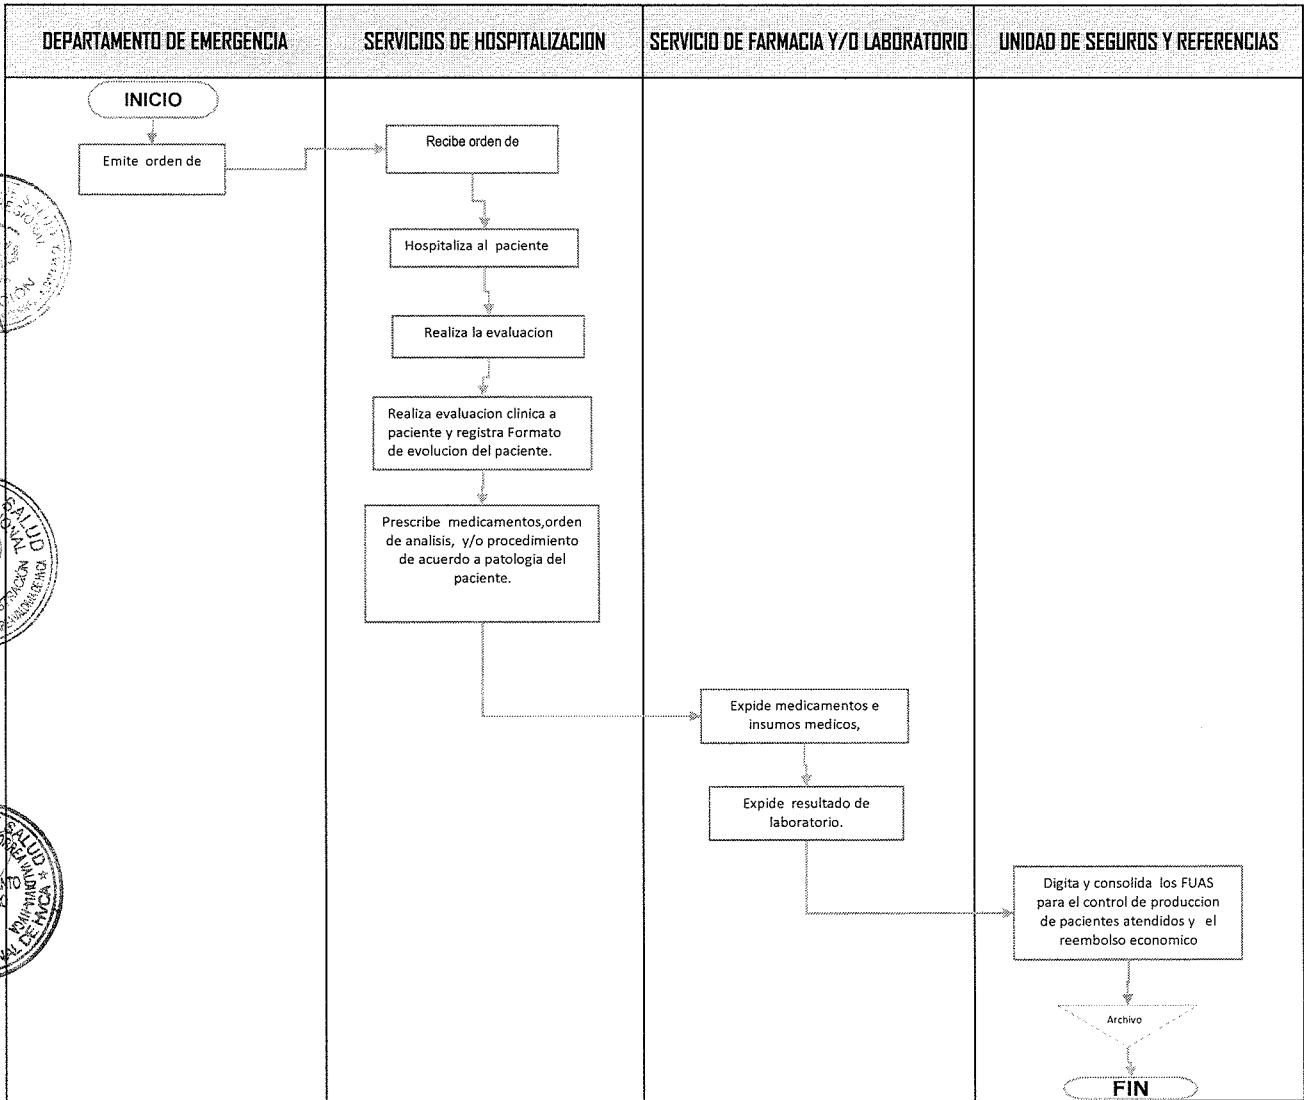 DEPARTAMENTO DE EMERGENCIA
SERVICIOS DE HOSPITALIZACION
SERVICIO DE FARMACIA Y/O LABORATORIO
UNIDAD DE SEGUROS Y REFERENCIAS
INICIO
Emite orden de
Recibe orden de
Hospitaliza al paciente
Realiza la evaluacion
Realiza evaluacion clinica a
paciente y registra Formato
de evolucion del paciente.
Prescribe medicamentos,orden
de analisis, y/o procedimiento
de acuerdo a patologia del
paciente.
Expide medicamentos e
insumos medicos,
Expide resultado de
laboratorio.
Digita y consolida los FUAS
para el control de produccion
de pacientes atendidos y el
reembolso economico
Archivo
FIN
SALUD
SALUD
SALUD